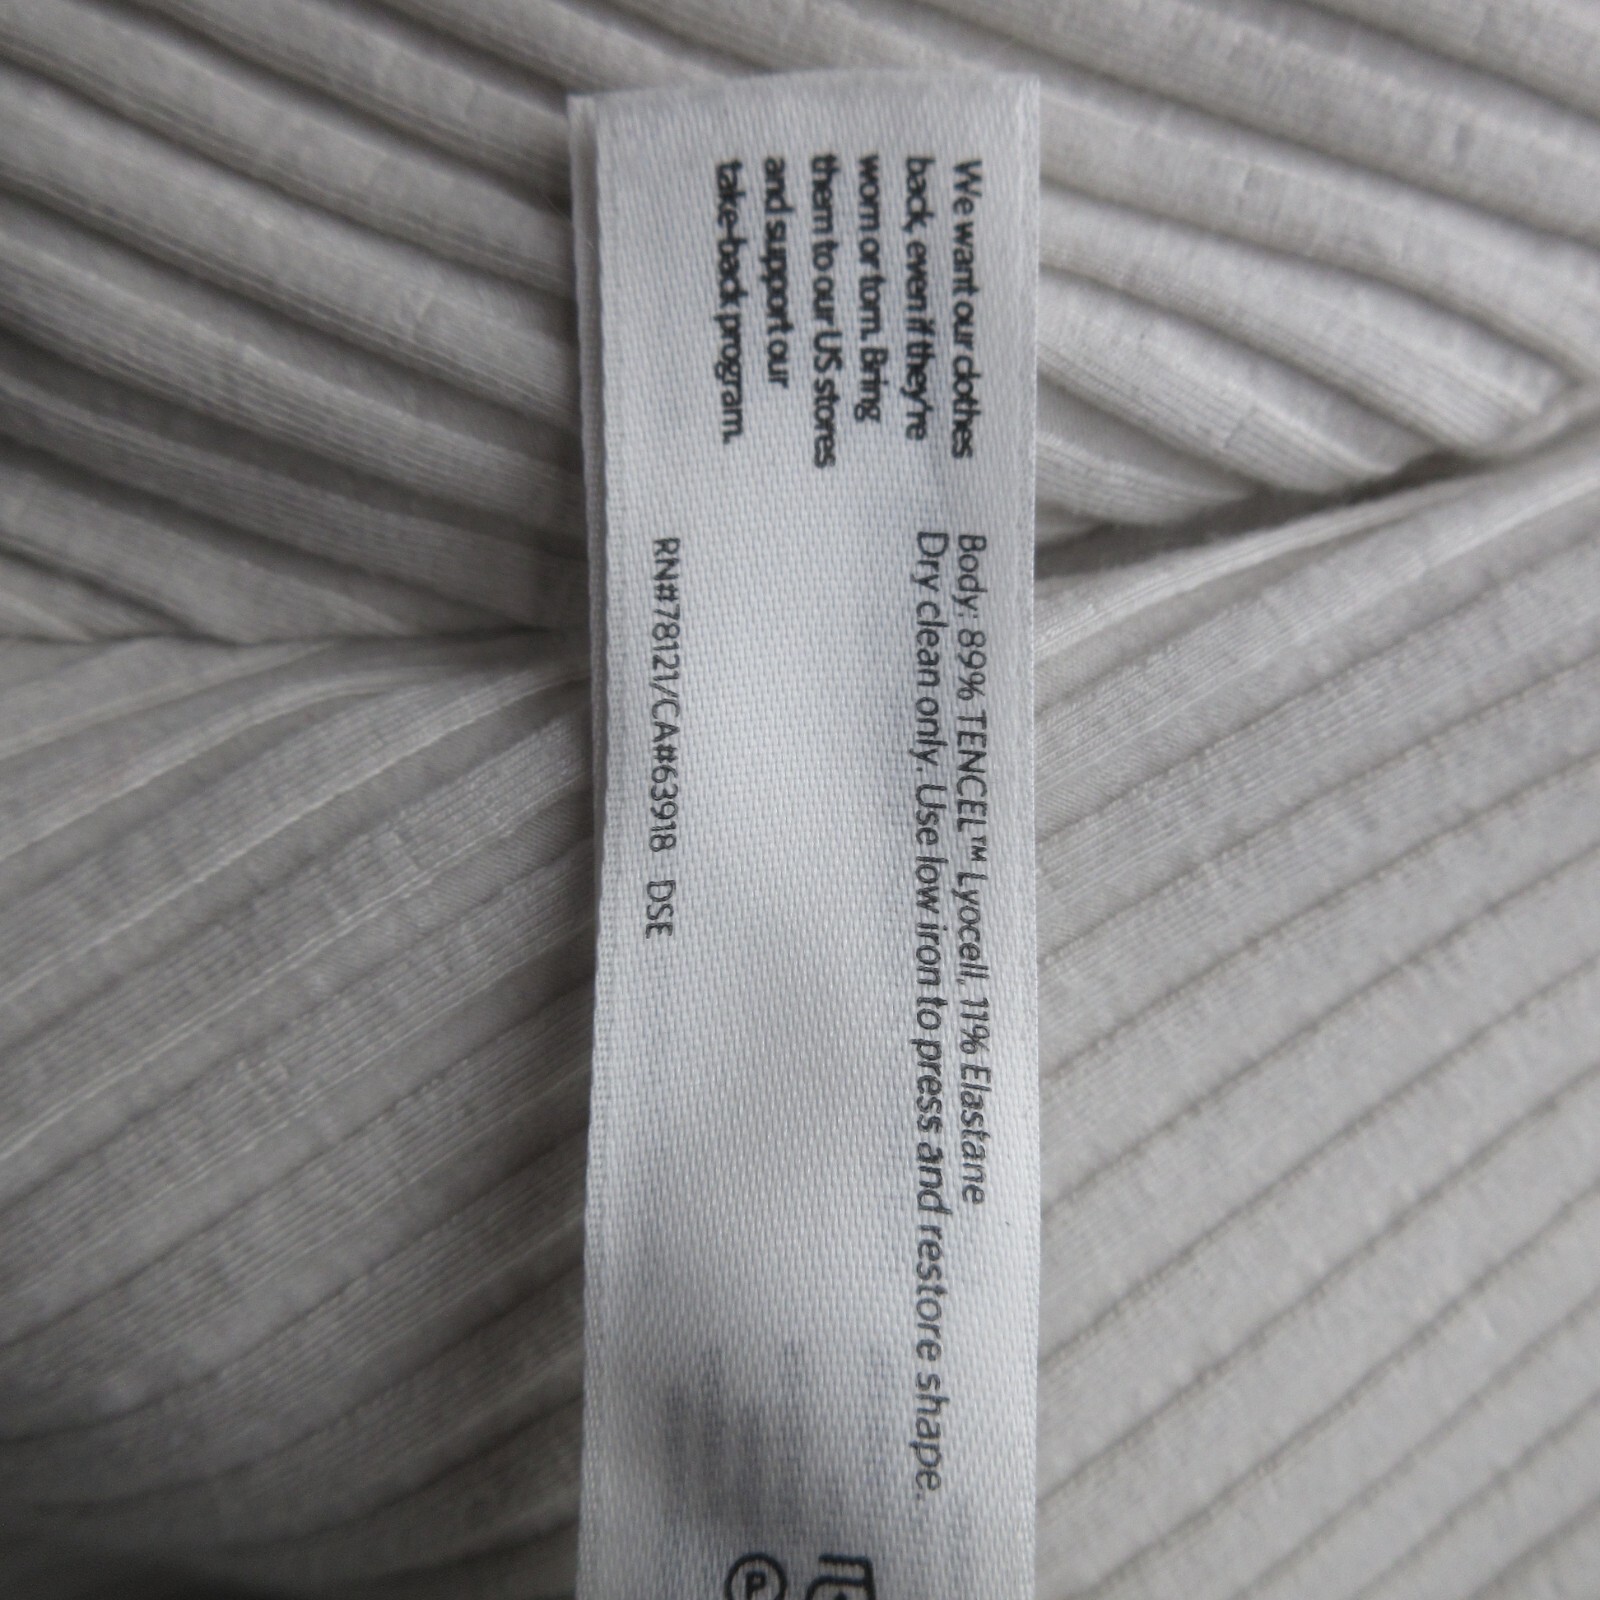 We want our clothes
back, even if they're
worn or torn. Bring
them to our US stores
and support our
take-back program.
Body: 89% TENCEL™ Lyocell, 11% Elastane
Dry clean only. Use low iron to press and restore shape.
RN#78121/CA#63918 DSE
P